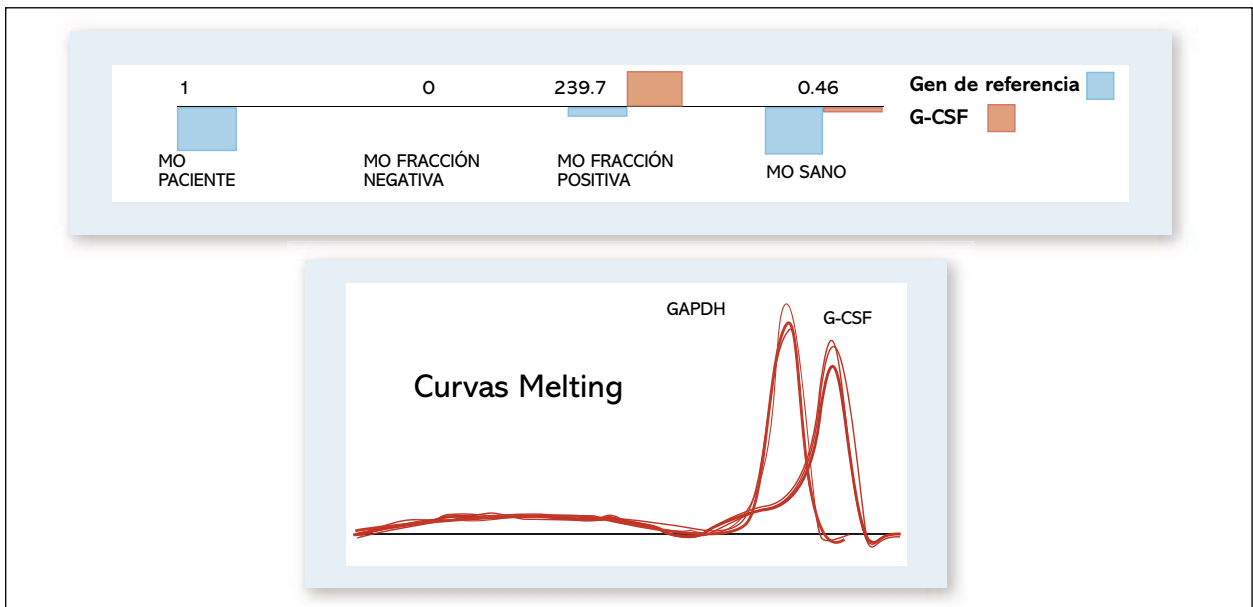 1
0
239.7
0.46
Gen de referencia
G-CSF
MO
PACIENTE
MO FRACCIÓN
NEGATIVA
MO FRACCIÓN
POSITIVA
MO SANO
GAPDH
G-CSF
Curvas Melting